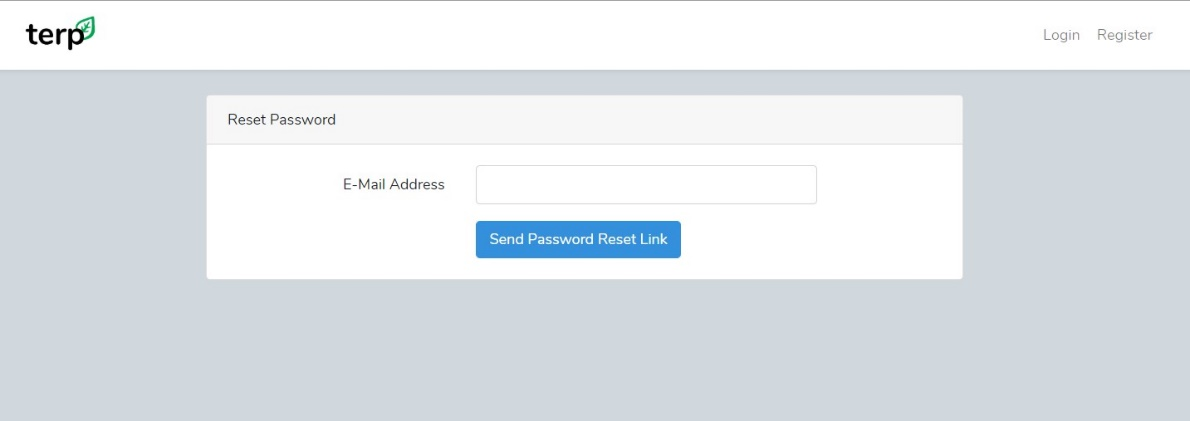 terp
Login Register
Reset Password
E-Mail Address
Send Password Reset Link